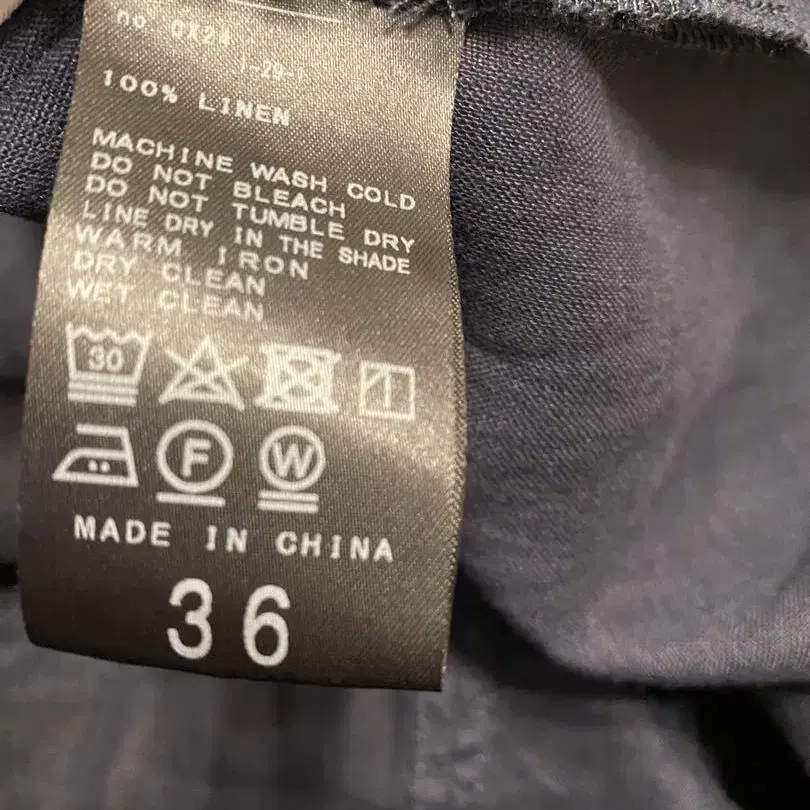 100% LINEN
MACHINE WASH COLD
DO NOT BLEACH
DO NOT TUMBLE DRY
LINE DRY IN THE SHADE
WARM IRON
DRY CLEAN
WET CLEAN
30
F W
MADE IN CHINA
36